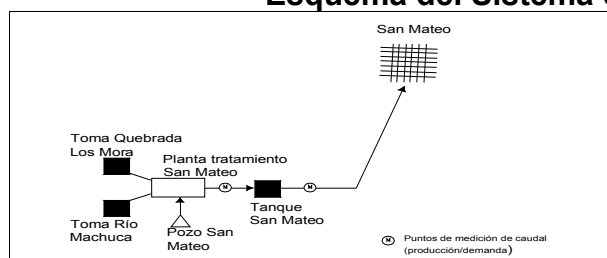 Esquema del Sistema
San Mateo
Toma Quebrada
Los Mora
Planta tratamiento
San Mateo
M
M
Tanque
San Mateo
Toma Río
Machuca
Pozo San
Mateo
M Puntos de medición de caudal
(producción/demanda)